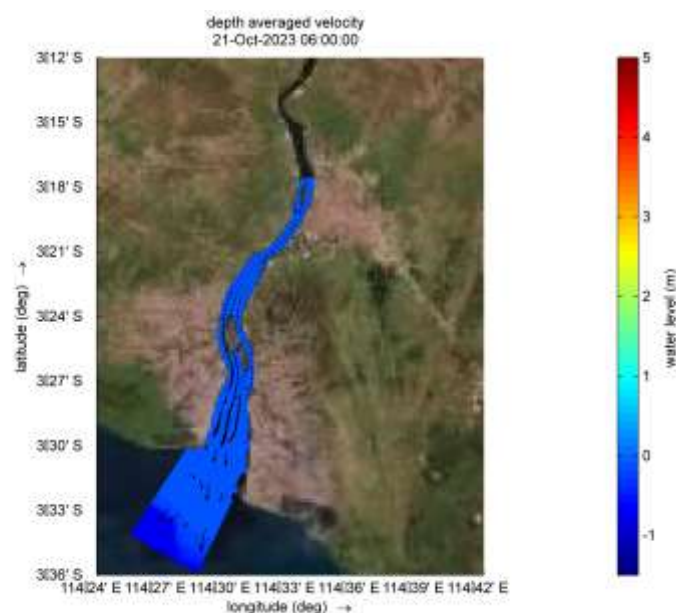 depth averaged velocity
21-Oct-2023 06:00:00
3°12' S
3°15' S
3°18' S
3°21' S
3°24' S
3°27' S
3°30' S
3°33' S
3°36' S
latitude (deg) →
114°24' E 114°27' E 114°30' E 114°33' E 114°36' E 114°39' E 114°42' E
longitude (deg) →
5
4
3
2
1
0
-1
water level (m)